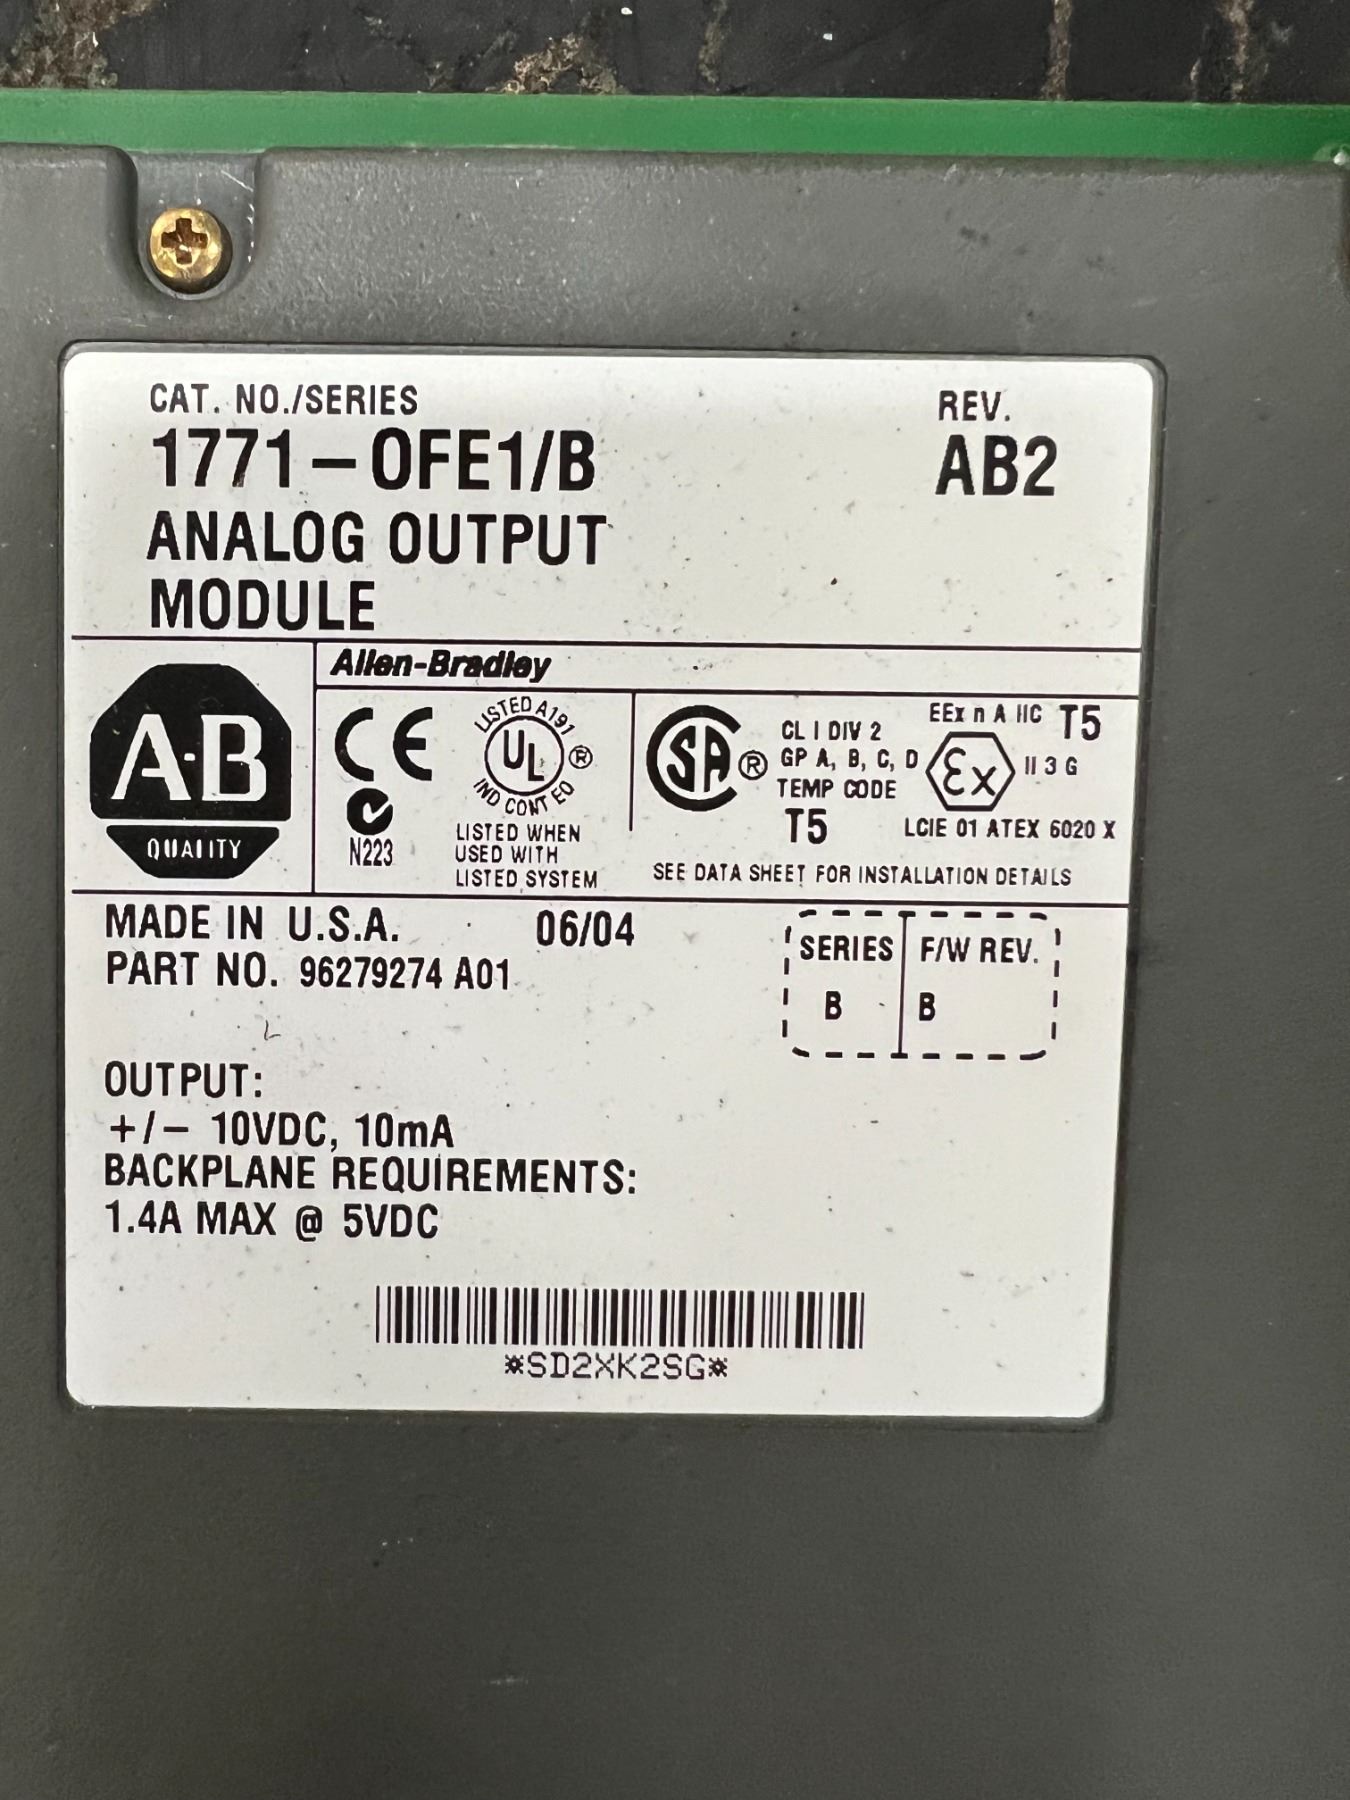 CAT. NO./SERIES
1771-OFE1/B
REV.
AB2
ANALOG OUTPUT
MODULE
Allen-Bradley
A·B
QUALITY
CE
N223
LISTED A191
UL ®
IND CONT EQ
LISTED WHEN
USED WITH
LISTED SYSTEM
SA ®
CL I DIV 2
GP A, B, C, D
TEMP CODE
T5
EEx n A IIC T5
Ex II 3 G
LCIE 01 ATEX 6020 X
SEE DATA SHEET FOR INSTALLATION DETAILS
MADE IN U.S.A. 06/04
PART NO. 96279274 A01
SERIES F/W REV.
B B
OUTPUT:
+/- 10VDC, 10mA
BACKPLANE REQUIREMENTS:
1.4A MAX @ 5VDC
*SD2XK2SG*